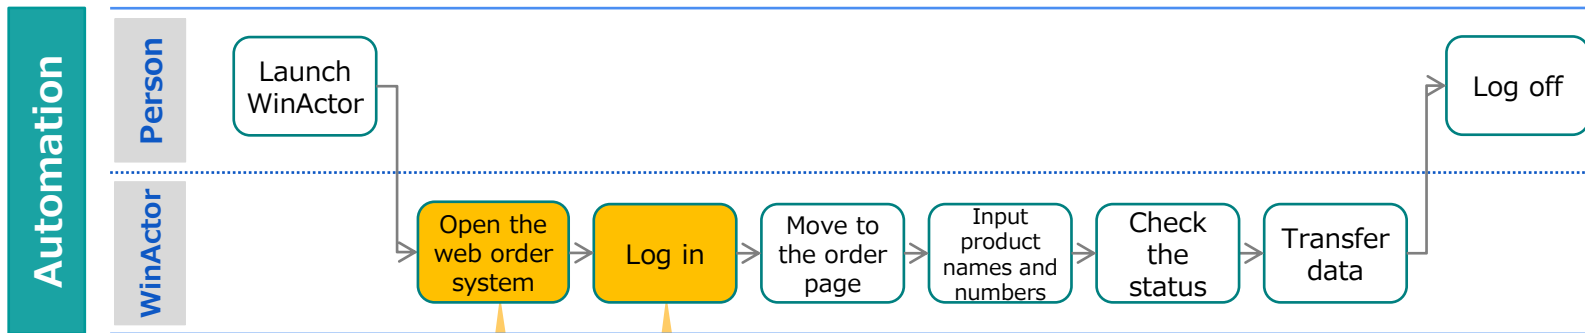 Automation
Person
Launch
WinActor
Log off
WinActor
Open the
web order
system
Log in
Move to
the order
page
Input
product
names and
numbers
Check
the
status
Transfer
data